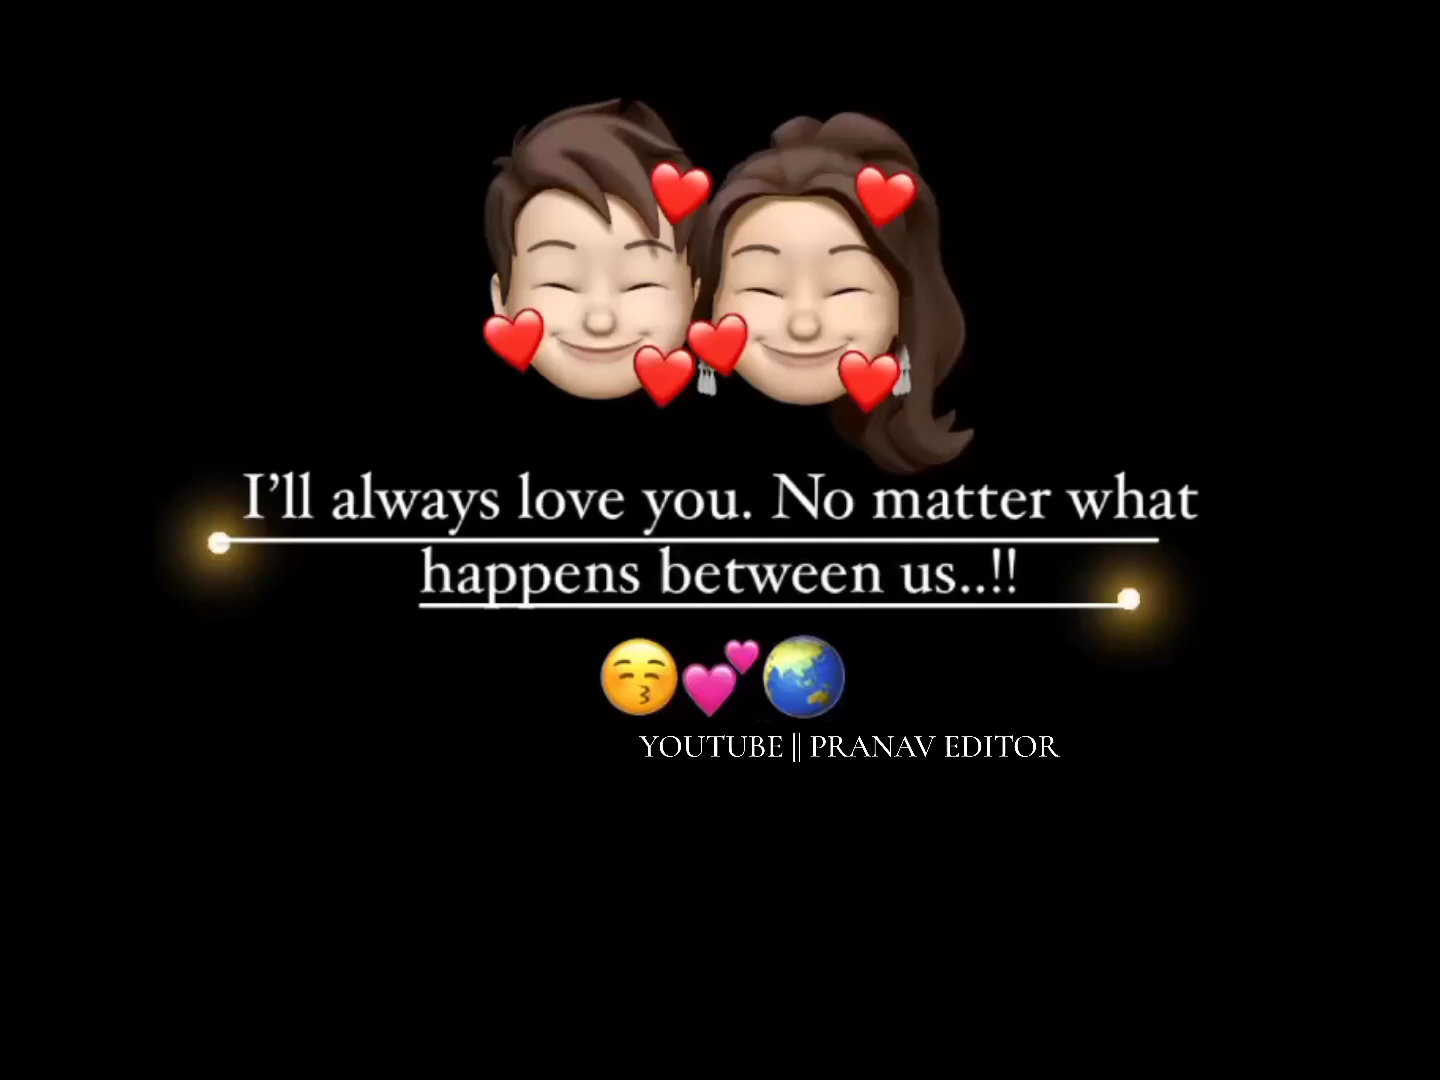 I’ll always love you. No matter what
happens between us..!!
YOUTUBE || PRANAV EDITOR